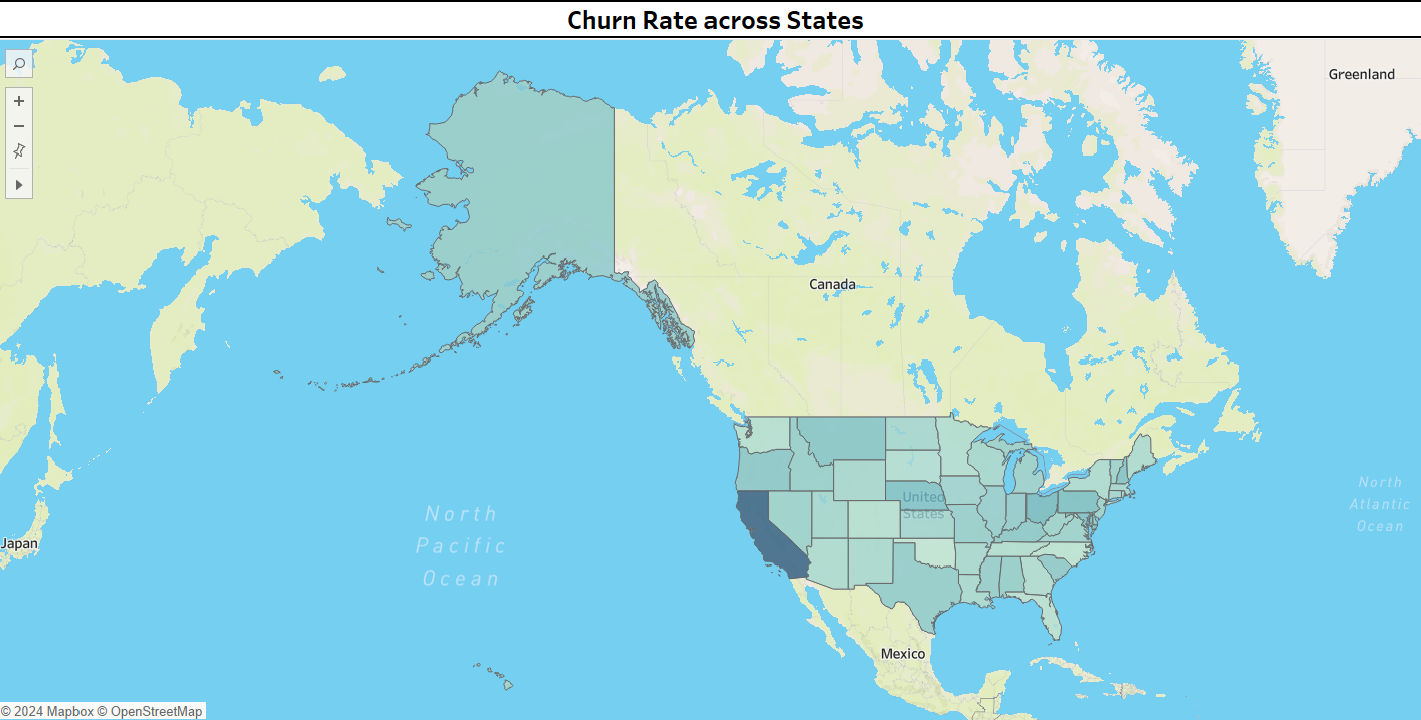 Churn Rate across States
Greenland
Canada
United
States
North
Pacific
Ocean
North
Atlantic
Ocean
Japan
Mexico
© 2024 Mapbox © OpenStreetMap